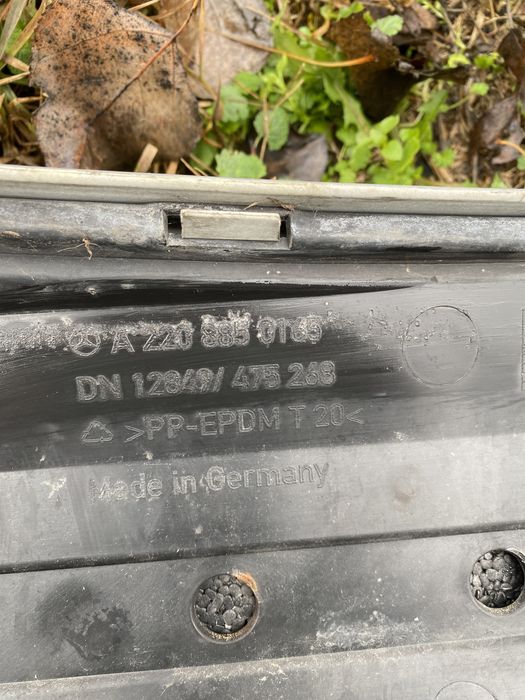 A 220 885 0165
DN 12849/ 475 268
>PP-EPDM T 20<
Made in Germany